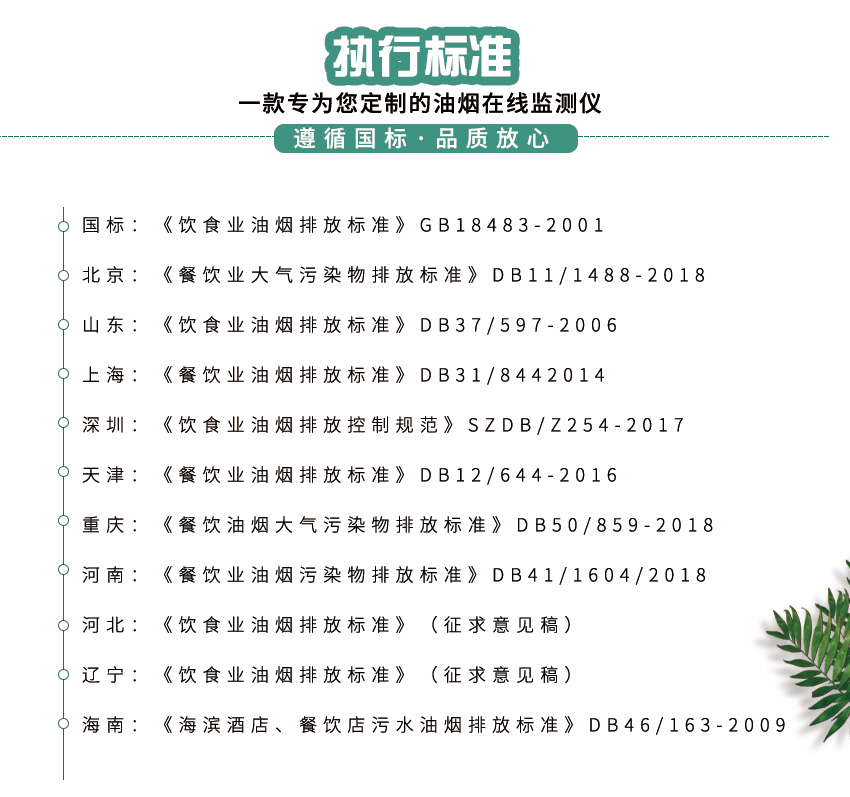 执行标准
一款专为您定制的油烟在线监测仪
遵循国标·品质放心
国标：《饮食业油烟排放标准》GB18483-2001
北京：《餐饮业大气污染物排放标准》DB11/1488-2018
山东：《饮食业油烟排放标准》DB37/597-2006
上海：《餐饮业油烟排放标准》DB31/8442014
深圳：《饮食业油烟排放控制规范》SZDB/Z254-2017
天津：《餐饮业油烟排放标准》DB12/644-2016
重庆：《餐饮油烟大气污染物排放标准》DB50/859-2018
河南：《餐饮业油烟污染物排放标准》DB41/1604/2018
河北：《饮食业油烟排放标准》（征求意见稿）
辽宁：《饮食业油烟排放标准》（征求意见稿）
海南：《海滨酒店、餐饮店污水油烟排放标准》DB46/163-2009